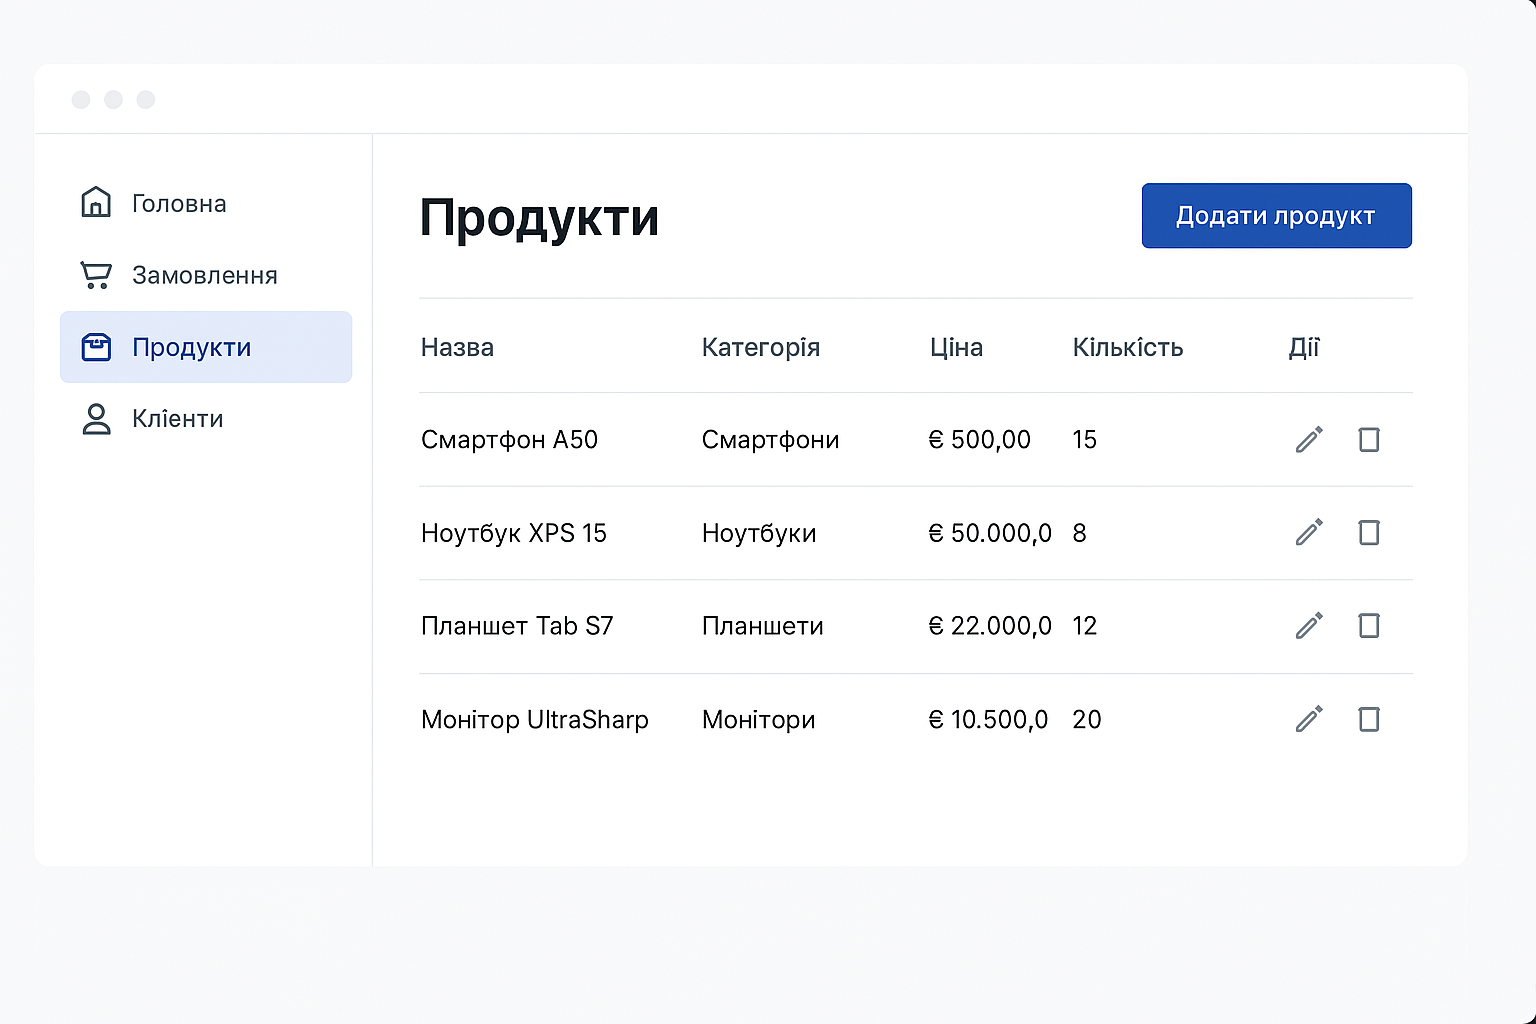 Головна
Замовлення
Продукти
Клієнти
Продукти
Додати лродукт
Назва Категорія Ціна Кількість Дії
Смартфон A50 Смартфони € 500,00 15
Ноутбук XPS 15 Ноутбуки € 50.000,0 8
Планшет Tab S7 Планшети € 22.000,0 12
Монітор UltraSharp Монітори € 10.500,0 20